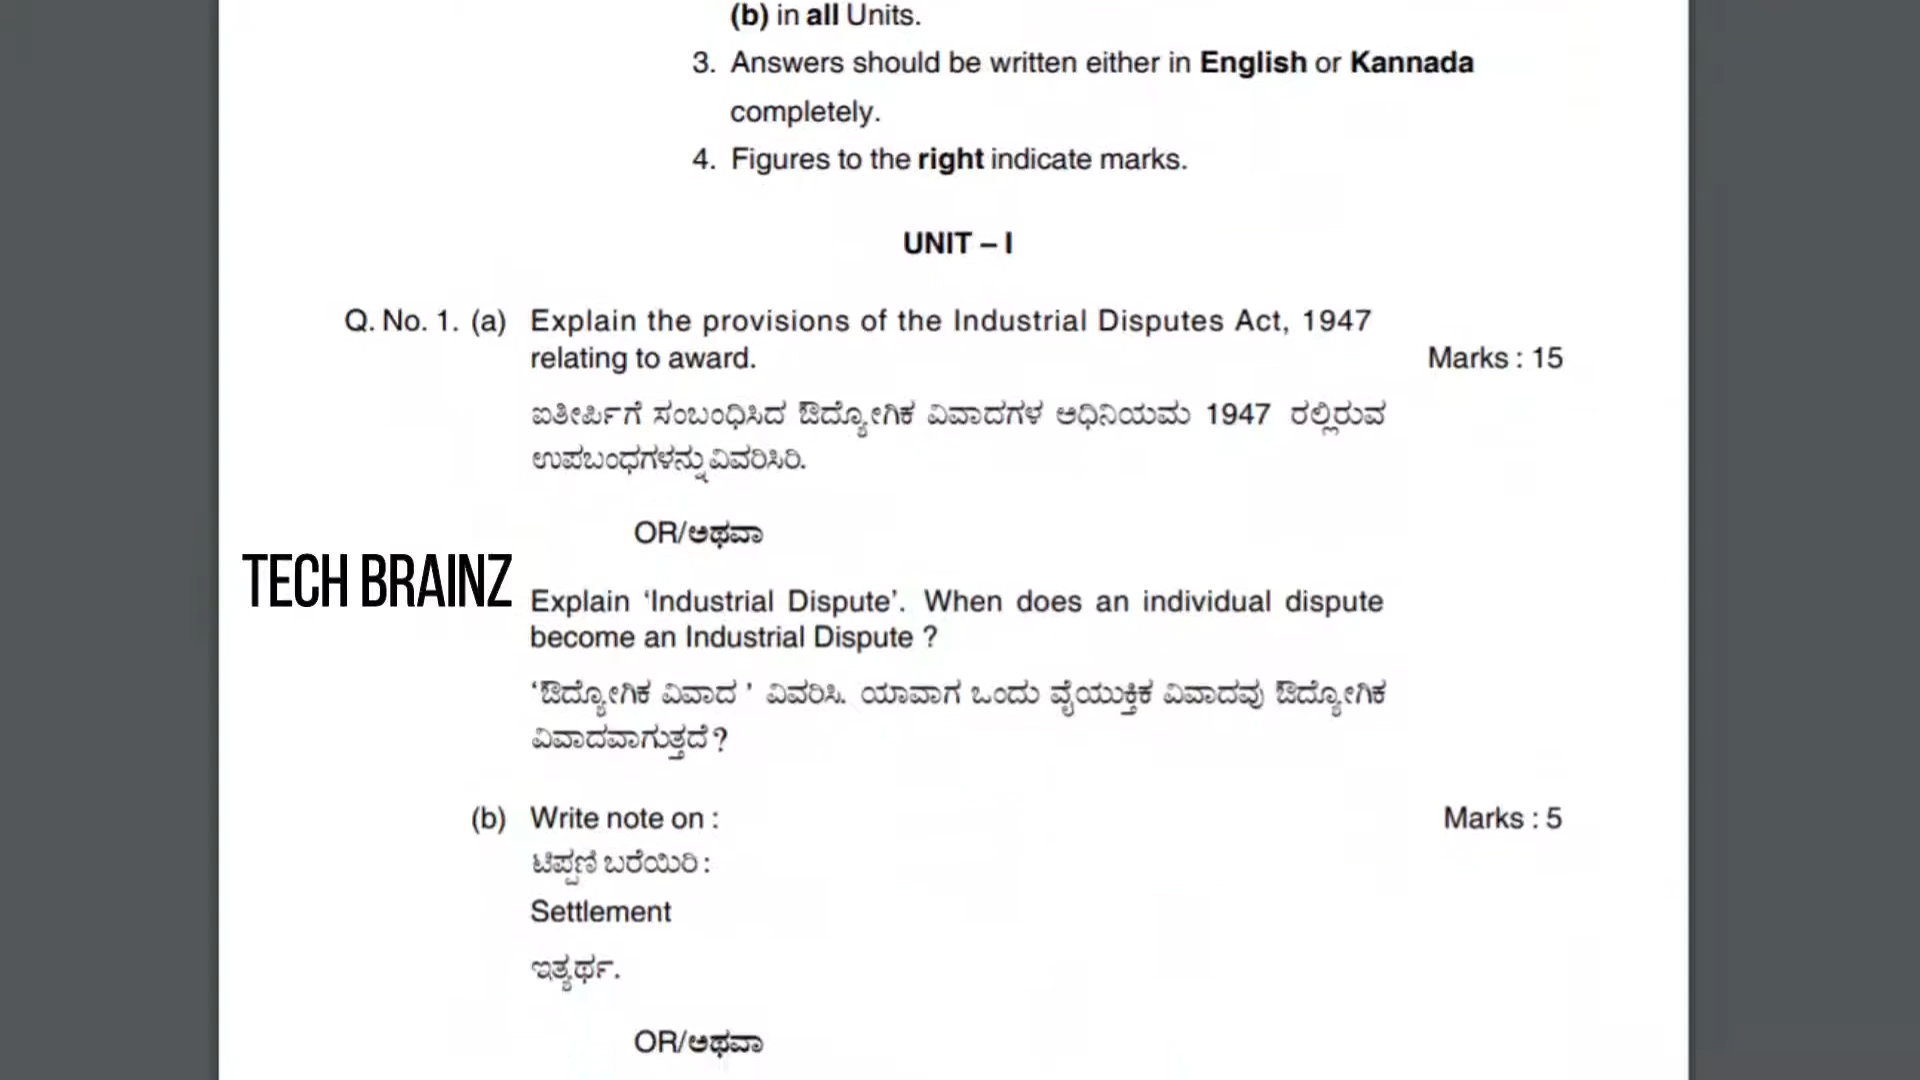 (b) in all Units.
3. Answers should be written either in English or Kannada
completely.
4. Figures to the right indicate marks.
UNIT – I
Q. No. 1. (a) Explain the provisions of the Industrial Disputes Act, 1947
relating to award. Marks : 15
ಐತೀರ್ಪಿಗೆ ಸಂಬಂಧಿಸಿದ ಔದ್ಯೋಗಿಕ ವಿವಾದಗಳ ಅಧಿನಿಯಮ 1947 ರಲ್ಲಿರುವ
ಉಪಬಂಧಗಳನ್ನು ವಿವರಿಸಿರಿ.
OR/ಅಥವಾ
TECH BRAINZ
Explain ‘Industrial Dispute’. When does an individual dispute
become an Industrial Dispute ?
‘ಔದ್ಯೋಗಿಕ ವಿವಾದ ’ ವಿವರಿಸಿ. ಯಾವಾಗ ಒಂದು ವೈಯುಕ್ತಿಕ ವಿವಾದವು ಔದ್ಯೋಗಿಕ
ವಿವಾದವಾಗುತ್ತದೆ ?
(b) Write note on : Marks : 5
ಟಿಪ್ಪಣಿ ಬರೆಯಿರಿ :
Settlement
ಇತ್ಯರ್ಥ.
OR/ಅಥವಾ